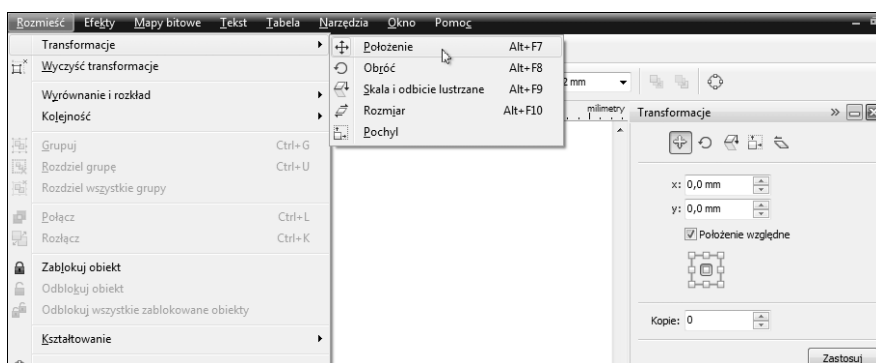 Rozmieść Efekty Mapy bitowe Tekst Tabela Narzędzia Okno Pomoc
Transformacje
Wyczyść transformacje
Wyrównanie i rozkład
Kolejność
Grupuj Ctrl+G
Rozdziel grupę Ctrl+U
Rozdziel wszystkie grupy
Połącz Ctrl+L
Rozłącz Ctrl+K
Zablokuj obiekt
Odblokuj obiekt
Odblokuj wszystkie zablokowane obiekty
Kształtowanie
Położenie Alt+F7
Obróć Alt+F8
Skala i odbicie lustrzane Alt+F9
Rozmiar Alt+F10
Pochyl
2 mm
milimetry
Transformacje
x: 0,0 mm
y: 0,0 mm
Położenie względne
Kopie: 0
Zastosuj